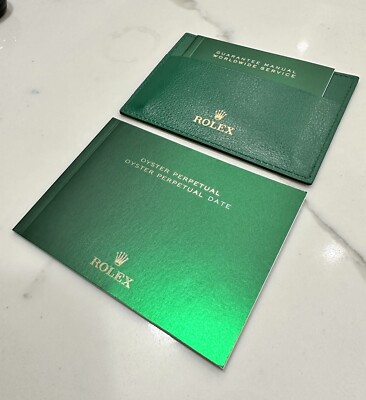 GUARANTEE MANUAL
WORLDWIDE SERVICE
ROLEX
OYSTER PERPETUAL
OYSTER PERPETUAL DATE
ROLEX